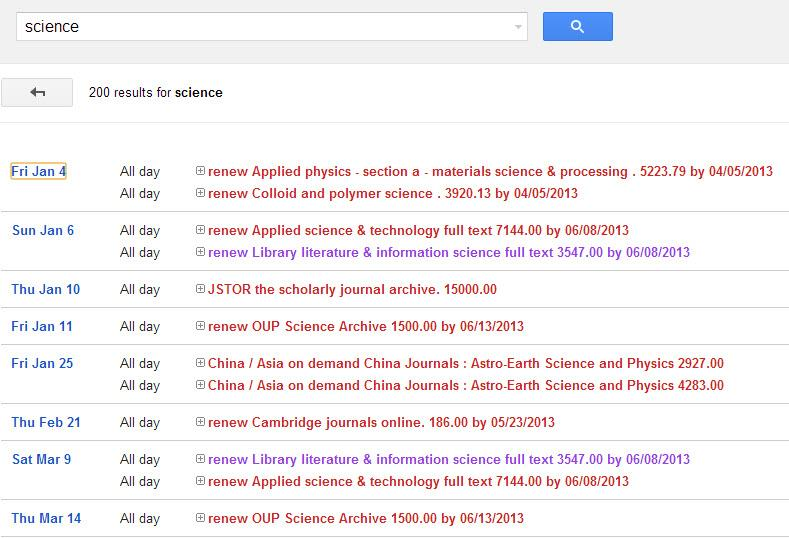 science
200 results for science
Fri Jan 4 All day renew Applied physics - section a - materials science & processing . 5223.79 by 04/05/2013
All day renew Colloid and polymer science . 3920.13 by 04/05/2013
Sun Jan 6 All day renew Applied science & technology full text 7144.00 by 06/08/2013
All day renew Library literature & information science full text 3547.00 by 06/08/2013
Thu Jan 10 All day JSTOR the scholarly journal archive. 15000.00
Fri Jan 11 All day renew OUP Science Archive 1500.00 by 06/13/2013
Fri Jan 25 All day China / Asia on demand China Journals : Astro-Earth Science and Physics 2927.00
All day China / Asia on demand China Journals : Astro-Earth Science and Physics 4283.00
Thu Feb 21 All day renew Cambridge journals online. 186.00 by 05/23/2013
Sat Mar 9 All day renew Library literature & information science full text 3547.00 by 06/08/2013
All day renew Applied science & technology full text 7144.00 by 06/08/2013
Thu Mar 14 All day renew OUP Science Archive 1500.00 by 06/13/2013